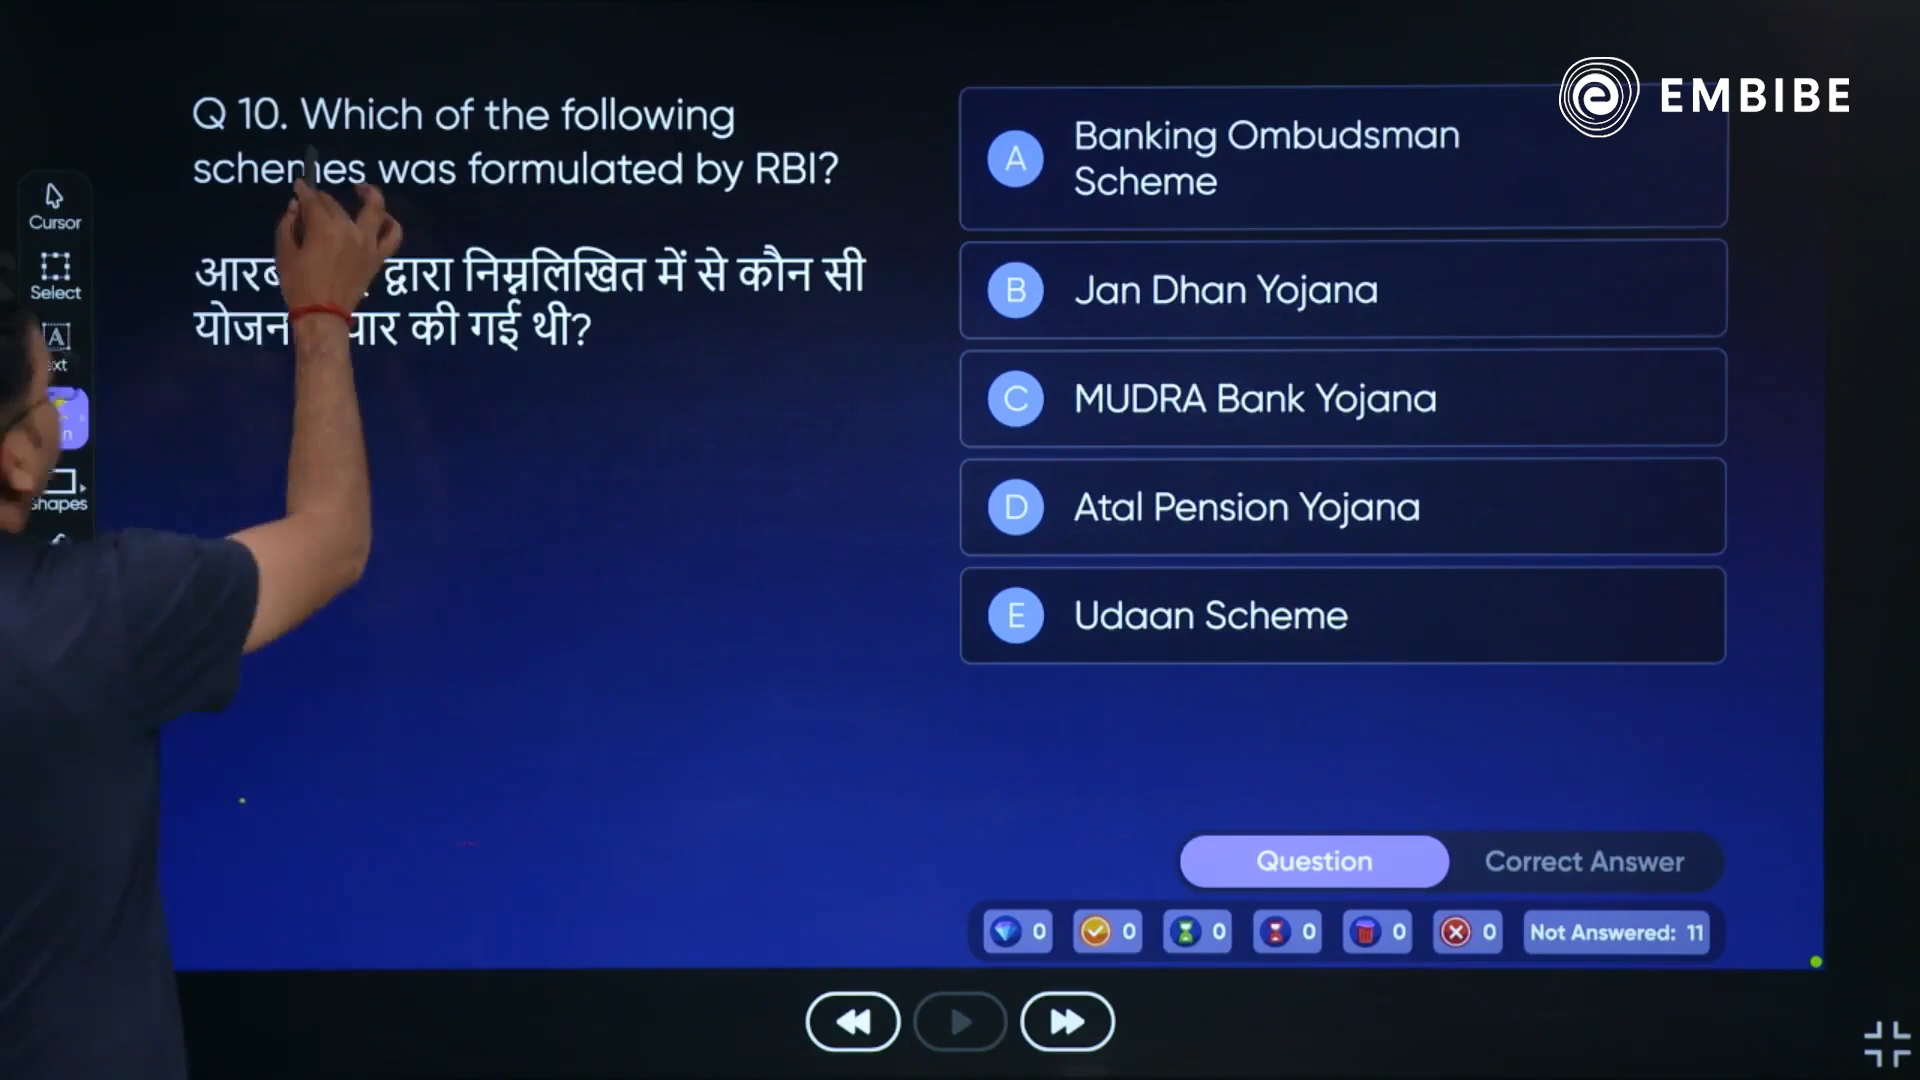 EMBIBE
Q 10. Which of the following
schemes was formulated by RBI?
द्वारा निम्नलिखित में से कौन सी
की गई थी?
A Banking Ombudsman
Scheme
B Jan Dhan Yojana
C MUDRA Bank Yojana
D Atal Pension Yojana
E Udaan Scheme
Cursor
Select
Shapes
Question Correct Answer
0 0 0 0 0 0 Not Answered: 11